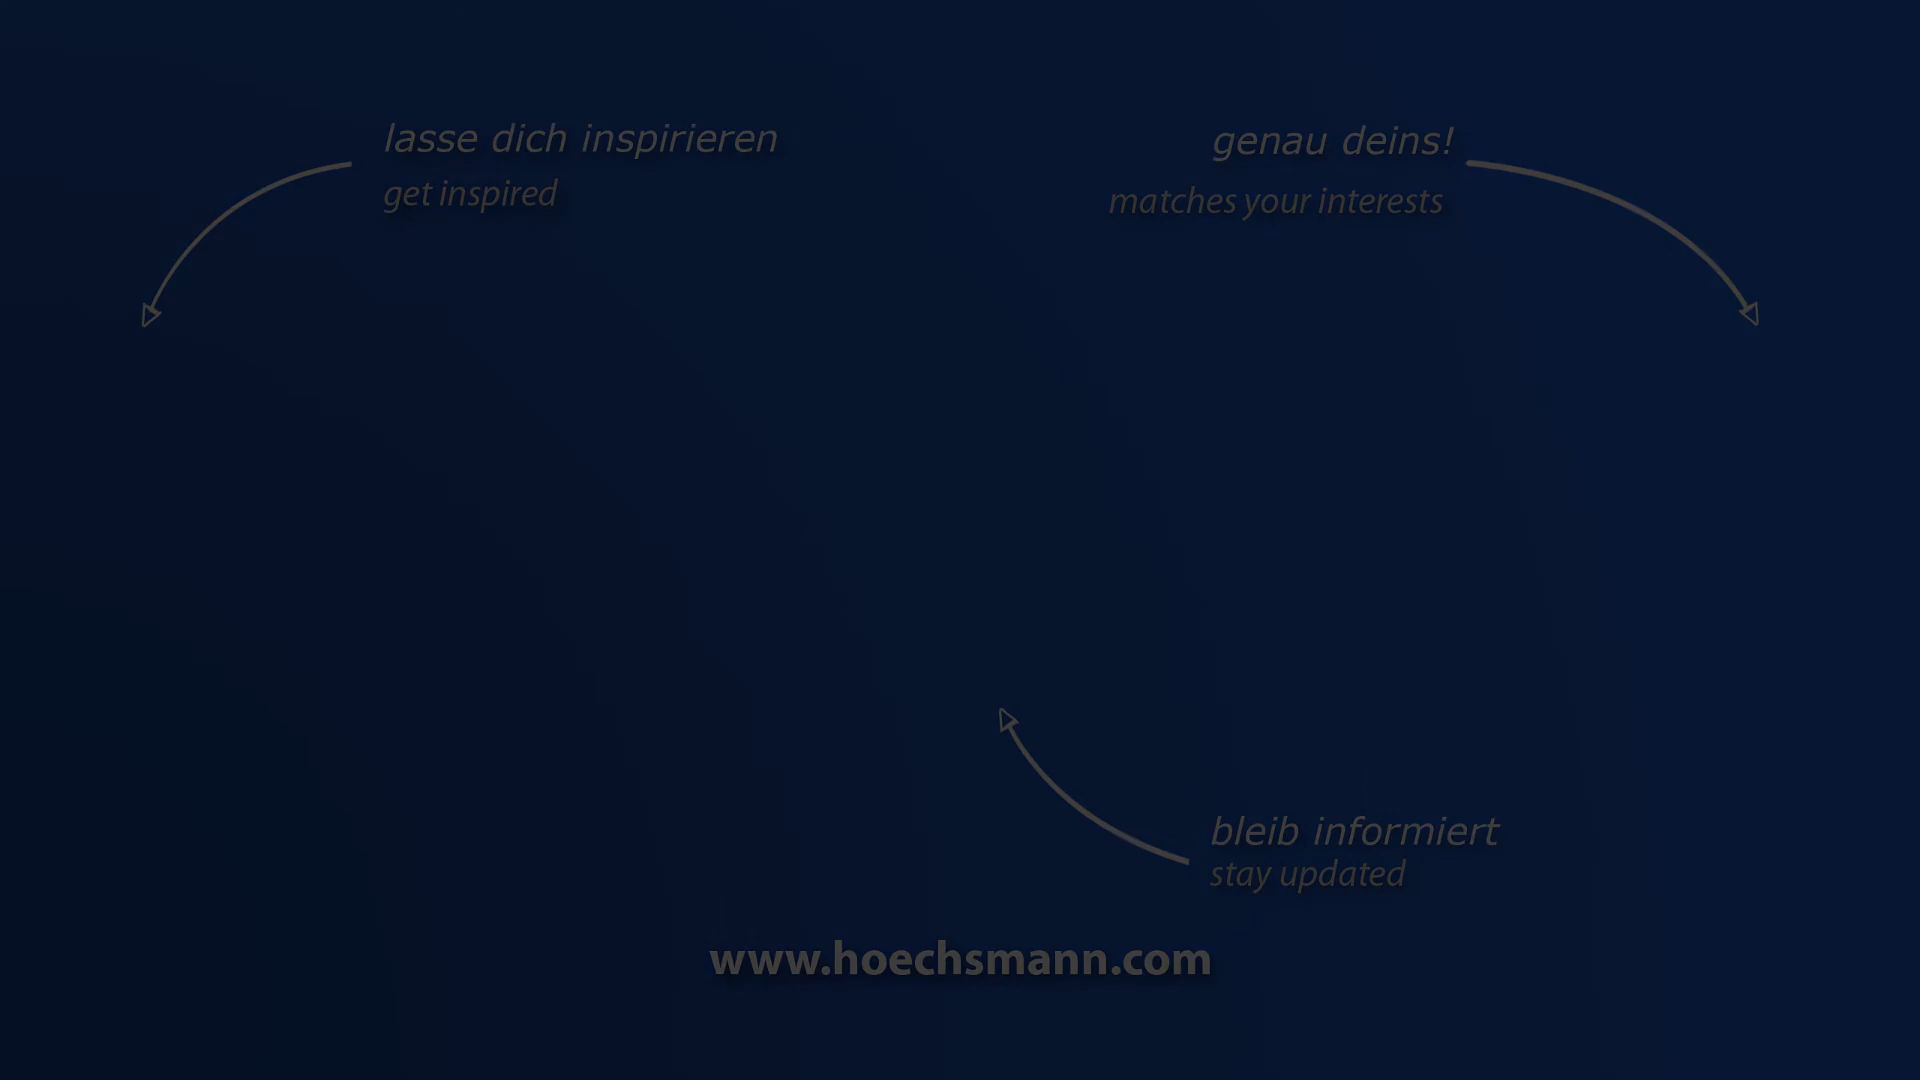 lasse dich inspirieren
get inspired
genau deins!
matches your interests
bleib informiert
stay updated
www.hoechsmann.com